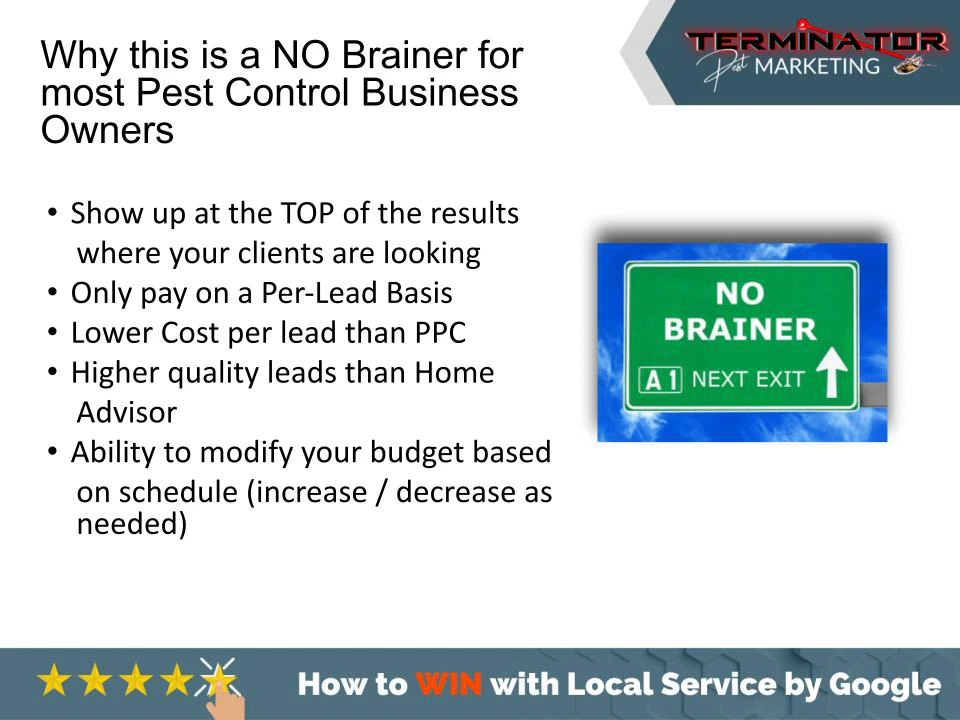 Why this is a NO Brainer for
most Pest Control Business
Owners
TERMINATOR
Pest MARKETING
• Show up at the TOP of the results
where your clients are looking
• Only pay on a Per-Lead Basis
• Lower Cost per lead than PPC
• Higher quality leads than Home
Advisor
• Ability to modify your budget based
on schedule (increase / decrease as
needed)
NO
BRAINER
A1 NEXT EXIT
How to WIN with Local Service by Google